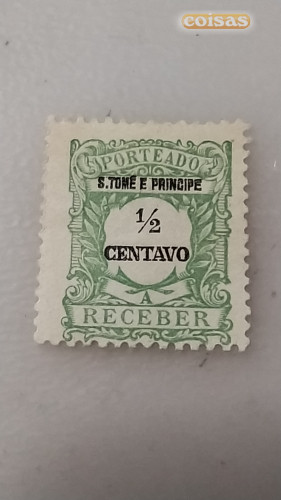 coisas
PORTEADO
S. TOMÉ E PRINCIPE
½
CENTAVO
A
RECEBER